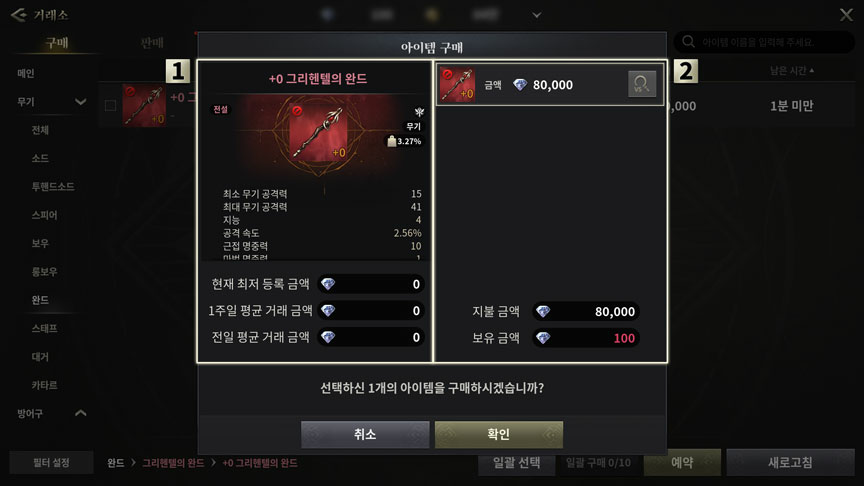 거래소
구매
판매
아이템 이름을 입력해 주세요.
메인
무기
전체
소드
투핸드소드
스피어
보우
롱보우
완드
스태프
대거
카타르
방어구
남은 시간
1분 미만
+0
아이템 구매
1
+0 그리헨텔의 완드
전설
+0
무기
3.27%
최소 무기 공격력 15
최대 무기 공격력 41
지능 4
공격 속도 2.56%
근접 명중력 10
마법 명중력 1
현재 최저 등록 금액 0
1주일 평균 거래 금액 0
전일 평균 거래 금액 0
2
+0 금액 80,000
VS
지불 금액 80,000
보유 금액 100
선택하신 1개의 아이템을 구매하시겠습니까?
취소
확인
필터 설정
완드 > 그리헨텔의 완드 > +0 그리헨텔의 완드
일괄 선택
일괄 구매 0/10
예약
새로고침